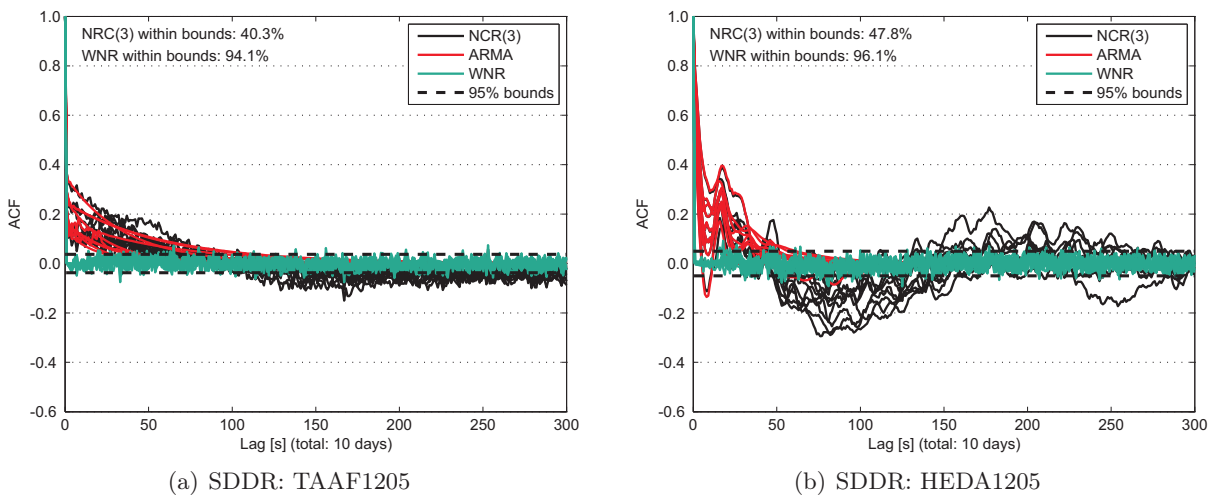 NRC(3) within bounds: 40.3%
WNR within bounds: 94.1%
NCR(3)
ARMA
WNR
95% bounds
1.0
0.8
0.6
0.4
0.2
0.0
-0.2
-0.4
-0.6
ACF
0 50 100 150 200 250 300
Lag [s] (total: 10 days)
(a) SDDR: TAAF1205
NRC(3) within bounds: 47.8%
WNR within bounds: 96.1%
NCR(3)
ARMA
WNR
95% bounds
1.0
0.8
0.6
0.4
0.2
0.0
-0.2
-0.4
-0.6
ACF
0 50 100 150 200 250 300
Lag [s] (total: 10 days)
(b) SDDR: HEDA1205